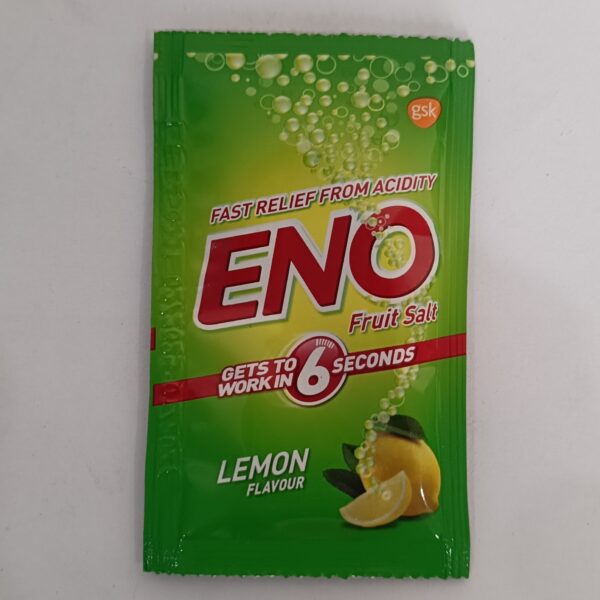 gsk
FAST RELIEF FROM ACIDITY
ENO
Fruit Salt
GETS TO
WORK IN 6 SECONDS
LEMON
FLAVOUR